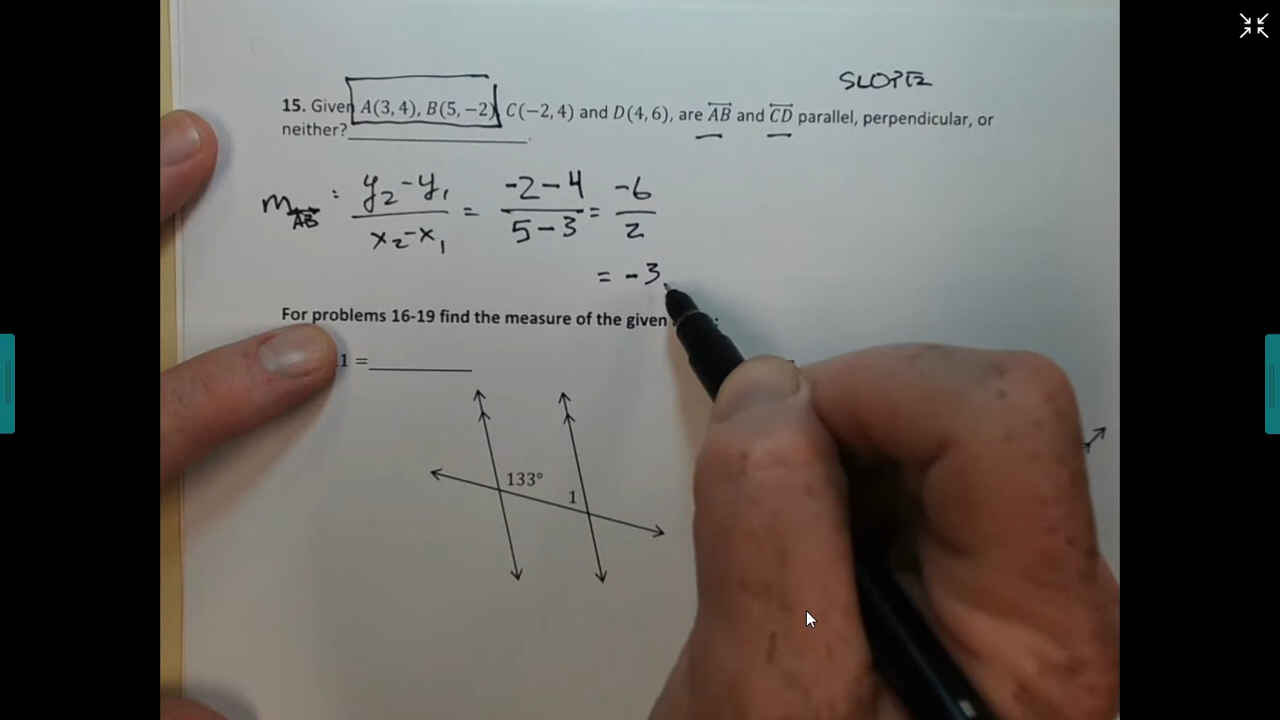 SLOPE
15. Given A(3, 4), B(5, −2), C(−2, 4) and D(4, 6), are AB and CD parallel, perpendicular, or
neither?____________________.
m AB : y₂ - y₁ / x₂ - x₁ = -2 - 4 / 5 - 3 = -6 / 2
= -3
For problems 16-19 find the measure of the given
1 =____________
133°
1